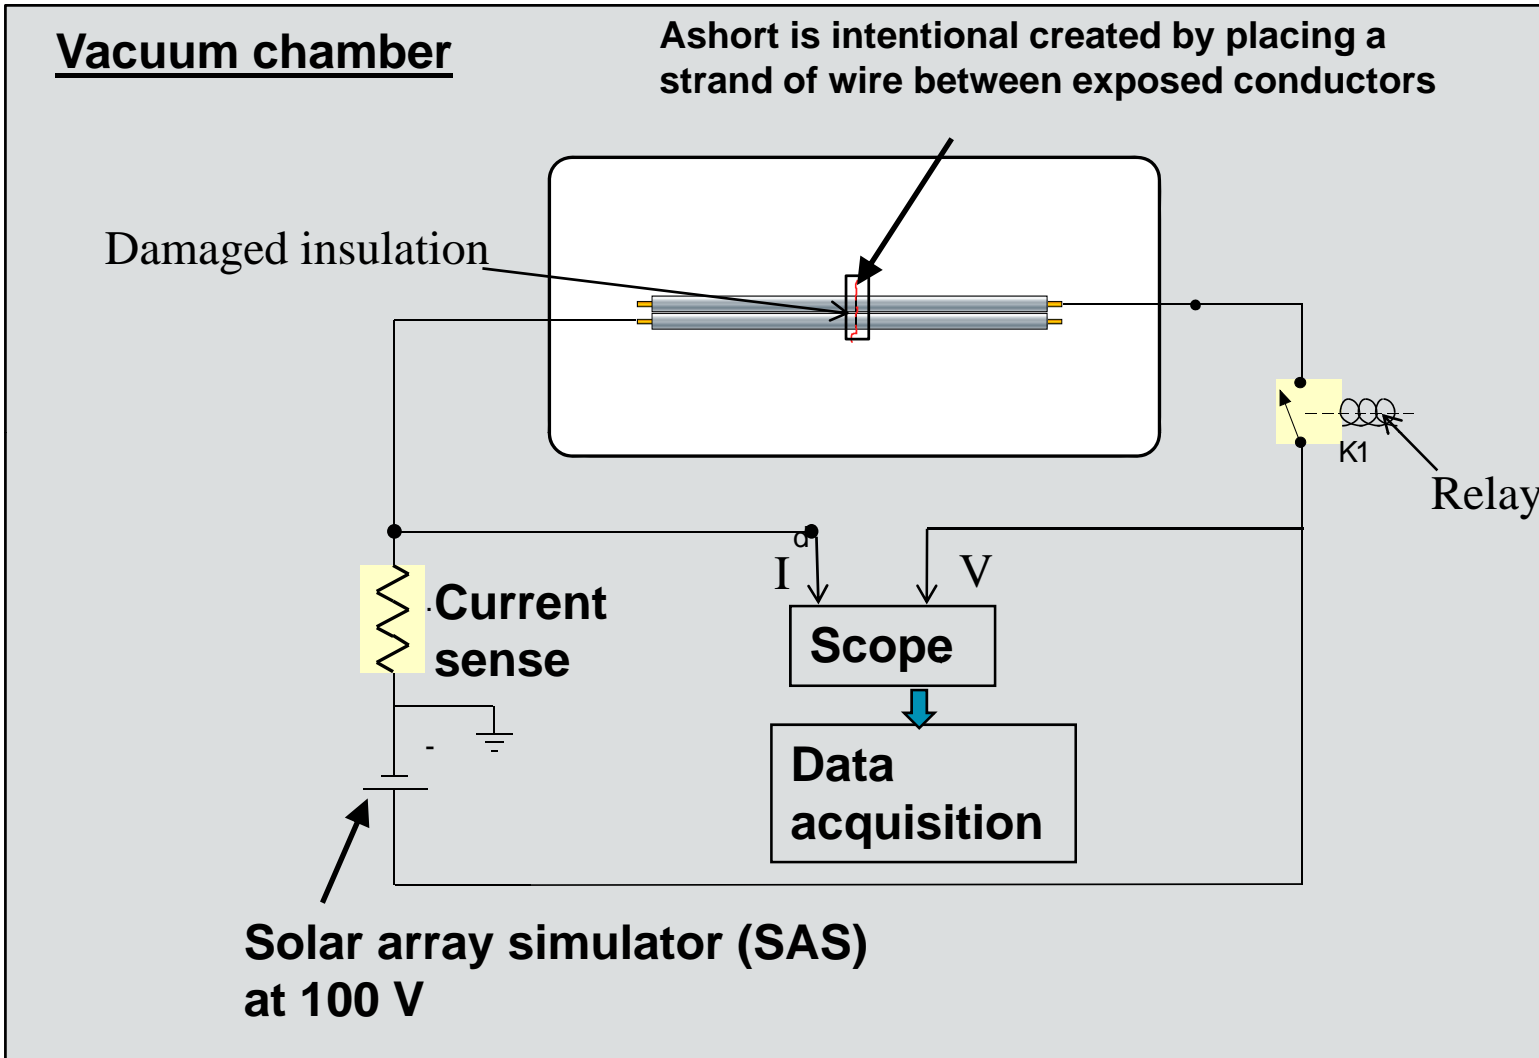 Vacuum chamber
Ashort is intentional created by placing a
strand of wire between exposed conductors
Damaged insulation
K1
Relay
d
I
V
Current
sense
Scope
-
Data
acquisition
Solar array simulator (SAS)
at 100 V